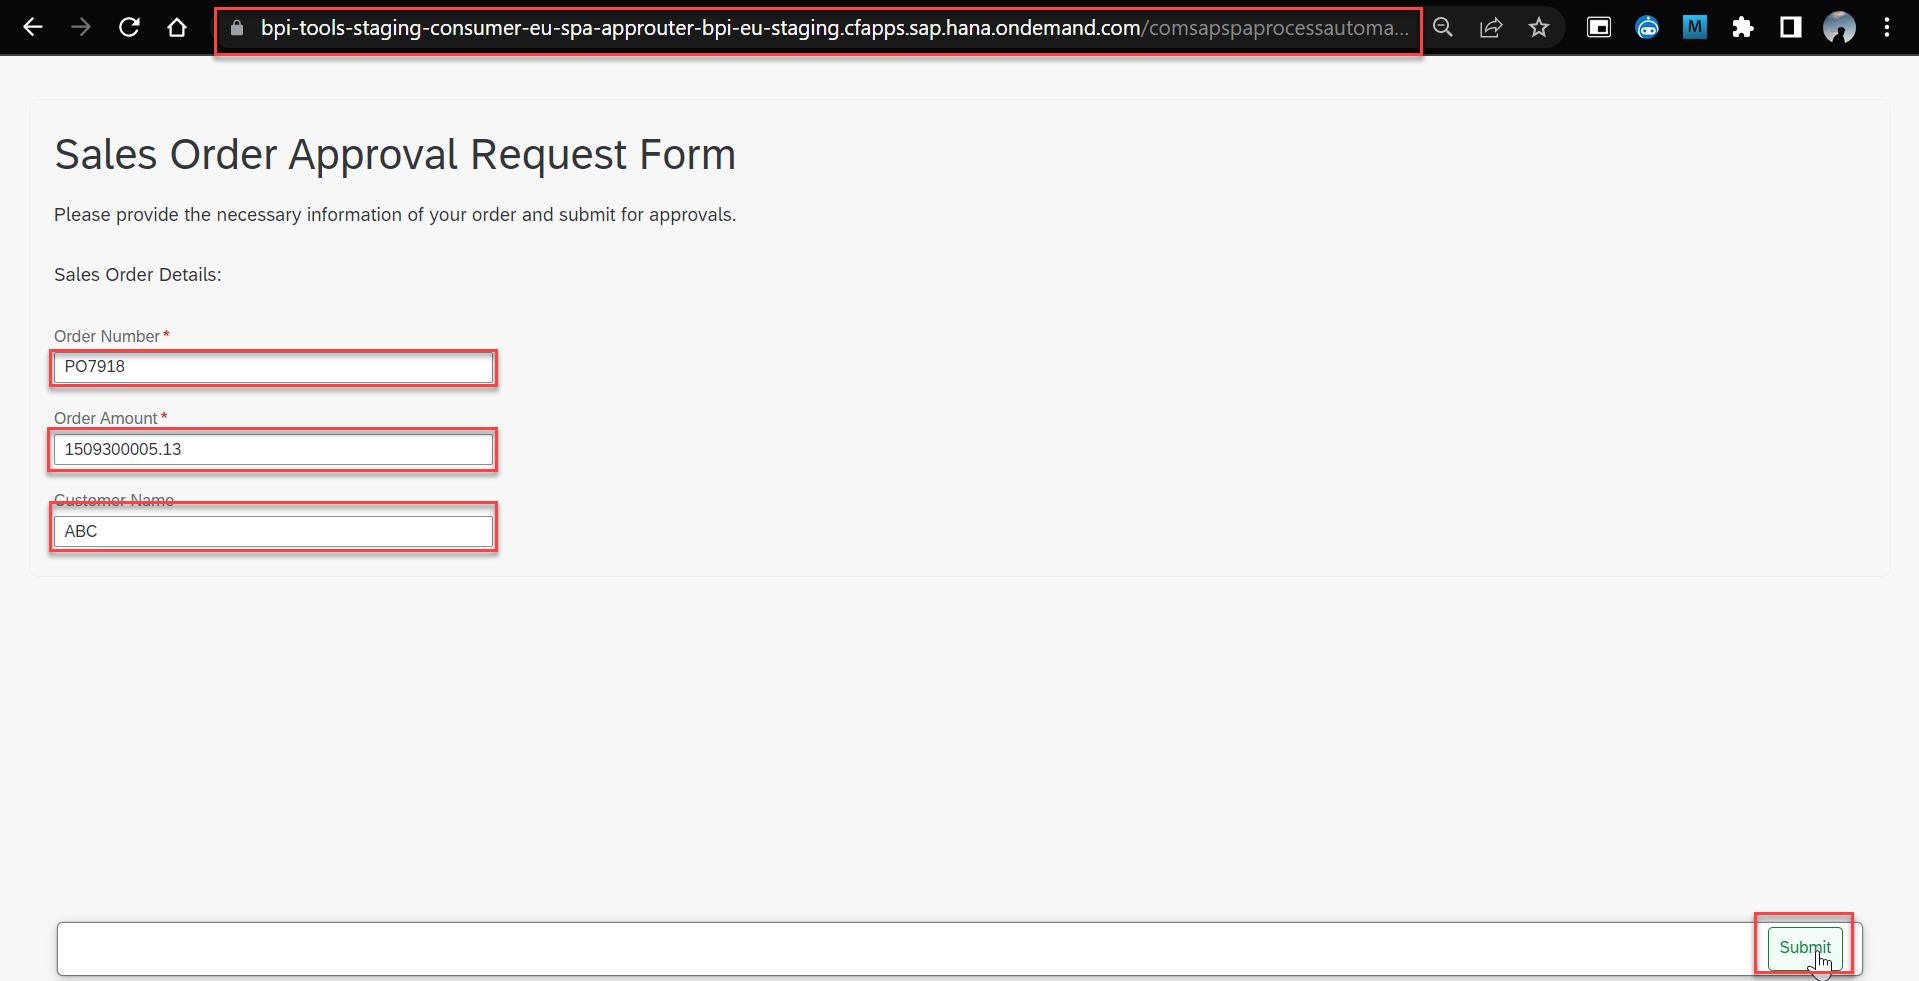 bpi-tools-staging-consumer-eu-spa-approuter-bpi-eu-staging.cfapps.sap.hana.ondemand.com/comsapspaprocessautoma...
M
Sales Order Approval Request Form
Please provide the necessary information of your order and submit for approvals.
Sales Order Details:
Order Number*
PO7918
Order Amount*
1509300005.13
Customer Name
ABC
Submit